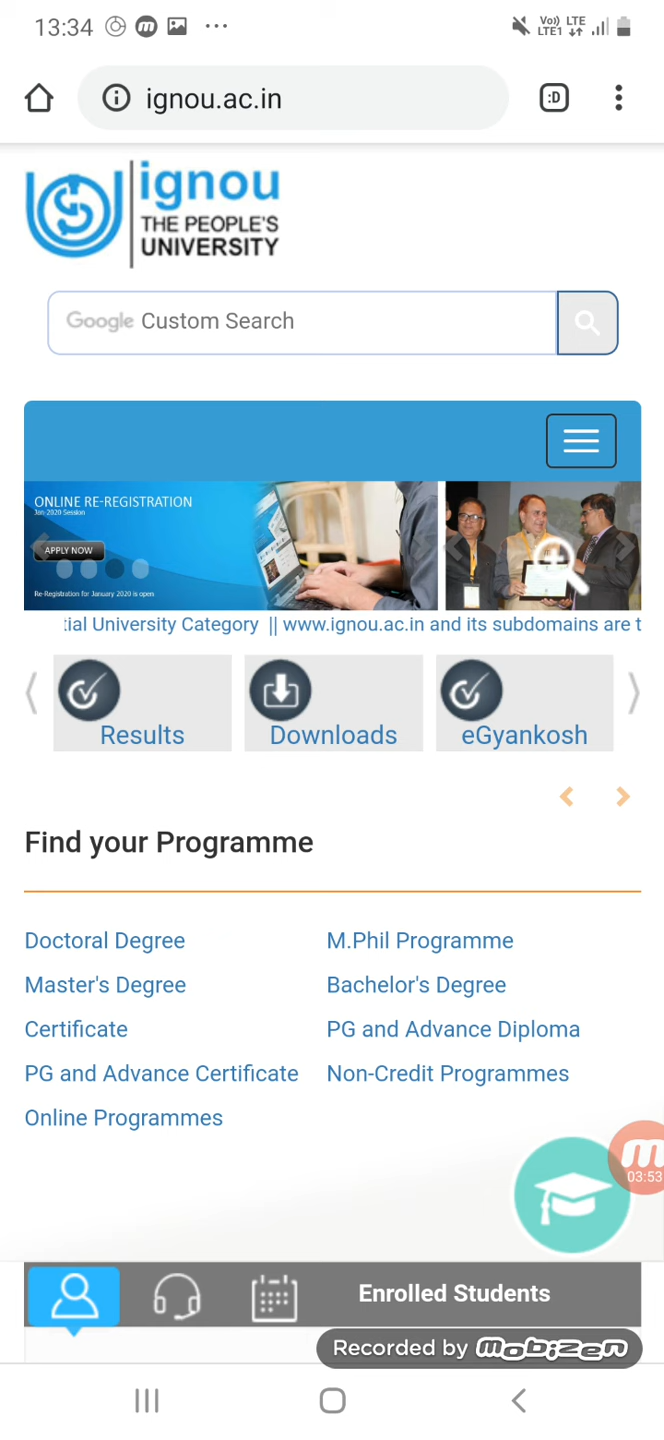 13:34
Vo)) LTE
LTE1
ignou.ac.in
:D
ignou
THE PEOPLE'S
UNIVERSITY
Google Custom Search
ONLINE RE-REGISTRATION
Jan-2020 Session
APPLY NOW
Re-Registration for January 2020 is open
tial University Category || www.ignou.ac.in and its subdomains are t
Results Downloads eGyankosh
Find your Programme
Doctoral Degree M.Phil Programme
Master's Degree Bachelor's Degree
Certificate PG and Advance Diploma
PG and Advance Certificate Non-Credit Programmes
Online Programmes
m
03:53
Enrolled Students
Recorded by mobizen